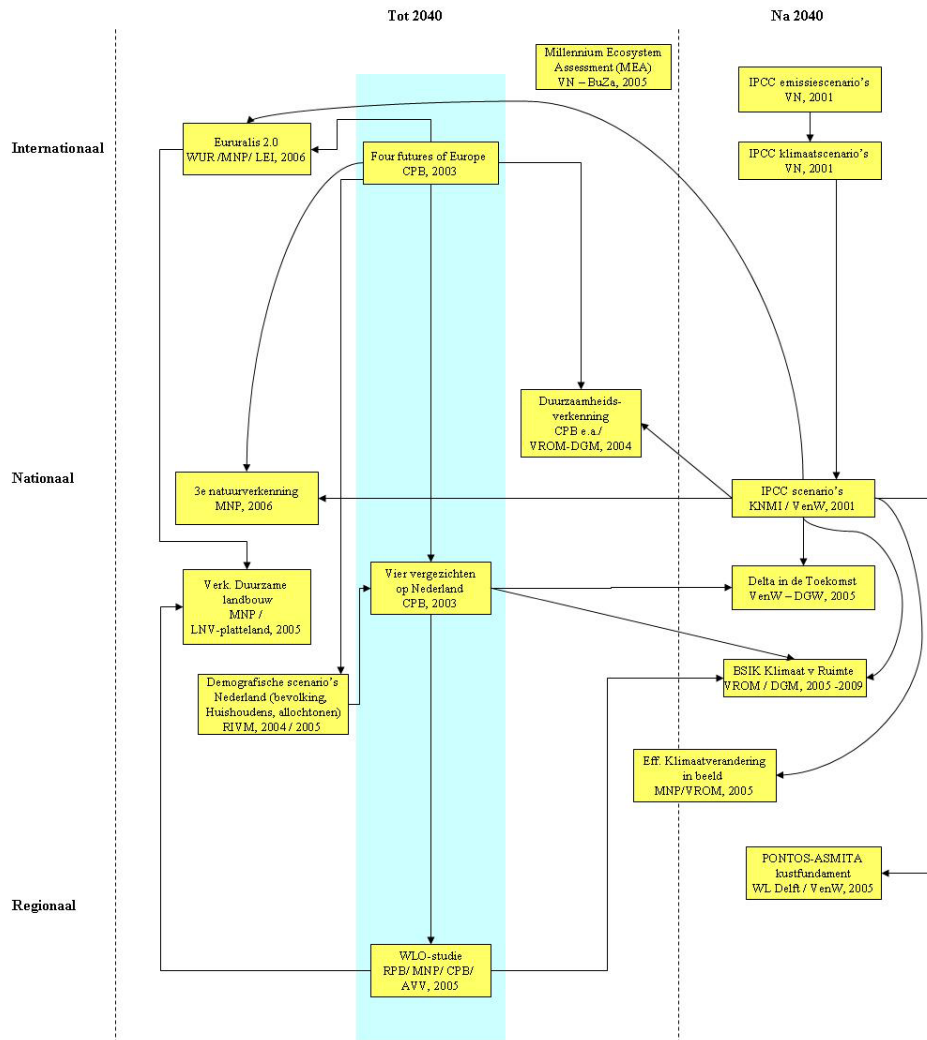 Tot 2040
Na 2040
Millennium Ecosystem
Assessment (MEA)
VN – BuZa, 2005
IPCC emissiescenario's
VN, 2001
Internationaal
Eururalis 2.0
WUR /MNP/ LEI, 2006
Four futures of Europe
CPB, 2003
IPCC klimaatscenario's
VN, 2001
Duurzaamheids-
verkenning
CPB e.a./
VROM-DGM, 2004
Nationaal
3e natuurverkenning
MNP, 2006
IPCC scenario's
KNMI / VenW, 2001
Verk. Duurzame
landbouw
MNP /
LNV-platteland, 2005
Vier vergezichten
op Nederland
CPB, 2003
Delta in de Toekomst
VenW – DGW, 2005
Demografische scenario's
Nederland (bevolking,
Huishoudens, allochtonen)
RIVM, 2004 / 2005
BSIK Klimaat v Ruimte
VROM / DGM, 2005 -2009
Eff. Klimaatverandering
in beeld
MNP/VROM, 2005
PONTOS-ASMITA
kustfundament
WL Delft / VenW, 2005
Regionaal
WLO-studie
RPB/ MNP/ CPB/
AVV, 2005